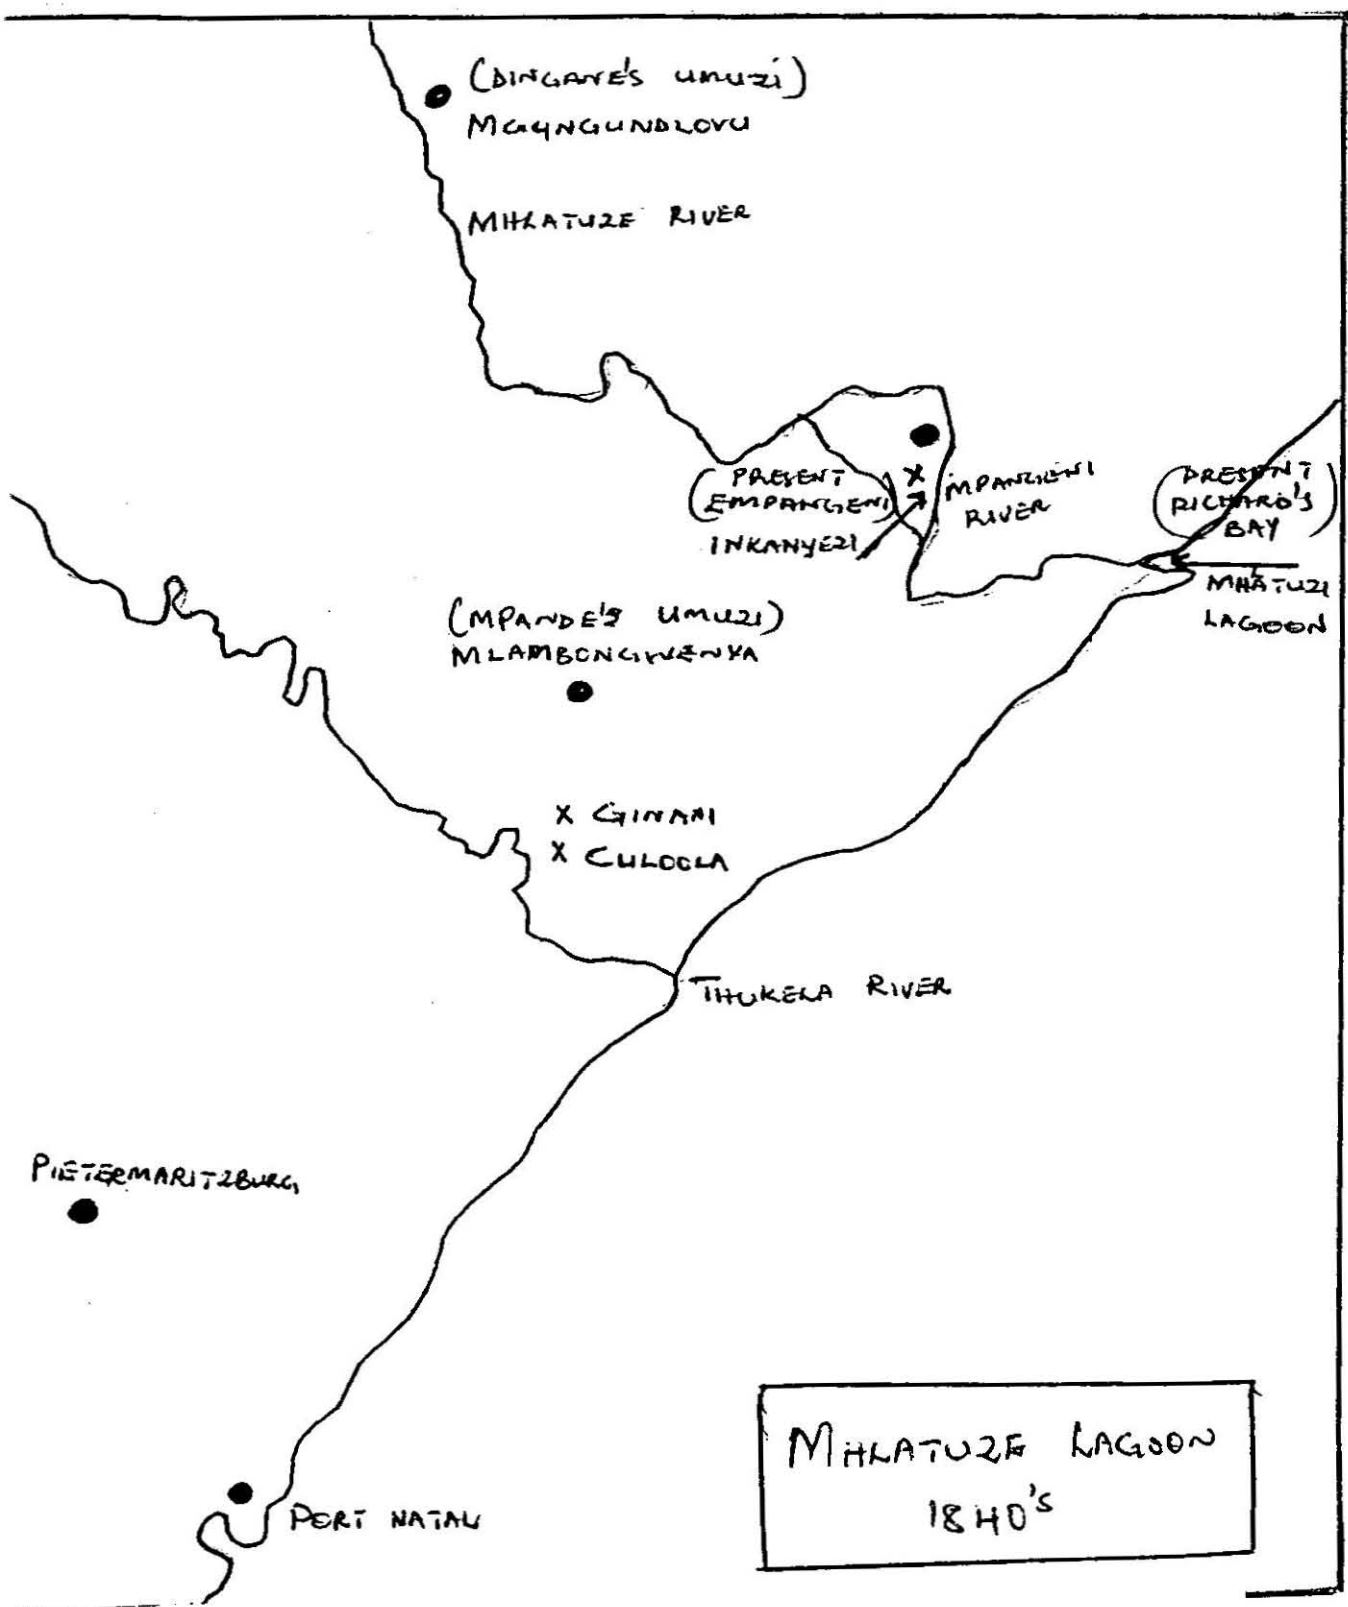 (DINGANE'S UMUZI)
MGUNGUNDLOVU
MHLATUZE RIVER
(PRESENT
EMPANGENI)
INKANYEZI
X
MPANGENI
RIVER
(PRESENT
RICHARD'S
BAY)
MHATUZI
LAGOON
(MPANDE'S UMUZI)
MLAMBONGWENYA
X GINANI
X CULOOLA
THUKELA RIVER
PIETERMARITZBURG
PORT NATAL
MHLATUZE LAGOON
1840's